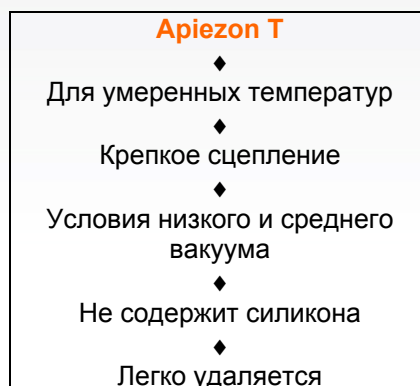 Apiezon T
♦
Для умеренных температур
♦
Крепкое сцепление
♦
Условия низкого и среднего
вакуума
♦
Не содержит силикона
♦
Легко удаляется